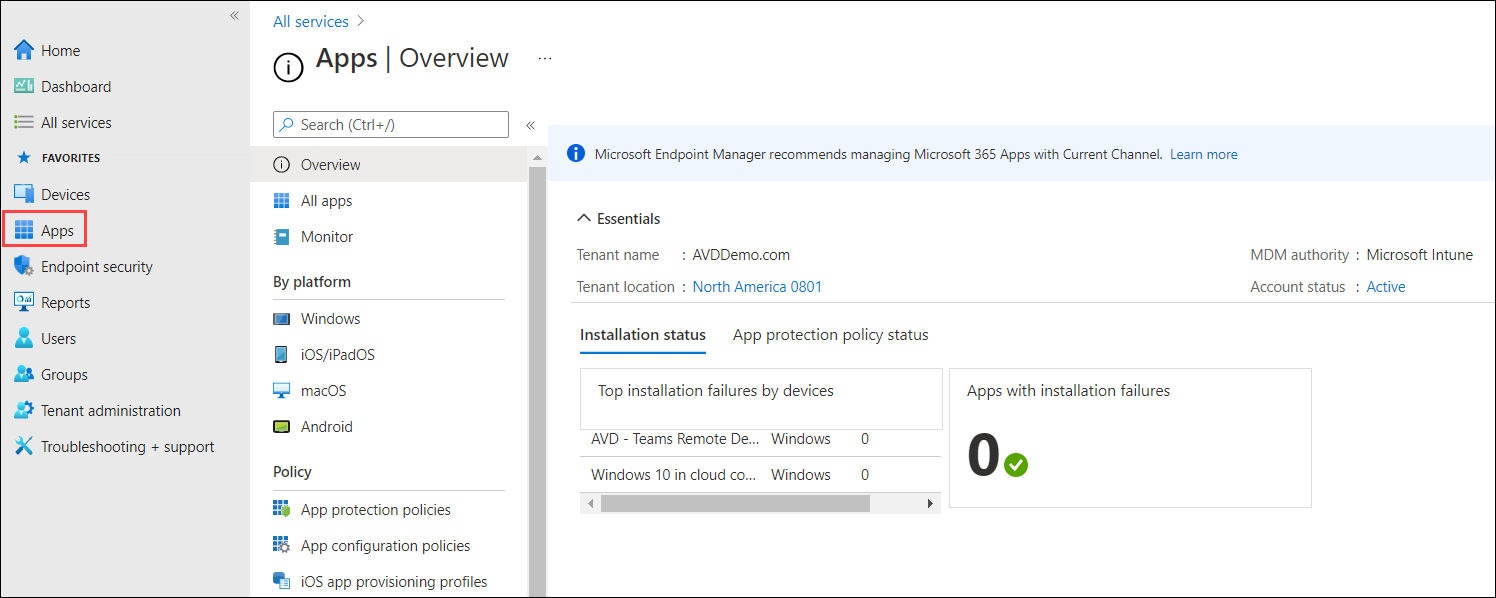 Home
Dashboard
All services
FAVORITES
Devices
Apps
Endpoint security
Reports
Users
Groups
Tenant administration
Troubleshooting + support
All services
Apps | Overview
...
Search (Ctrl+/)
Overview
All apps
Monitor
By platform
Windows
iOS/iPadOS
macOS
Android
Policy
App protection policies
App configuration policies
iOS app provisioning profiles
Microsoft Endpoint Manager recommends managing Microsoft 365 Apps with Current Channel. Learn more
Essentials
Tenant name : AVDDemo.com
Tenant location : North America 0801
MDM authority : Microsoft Intune
Account status : Active
Installation status App protection policy status
Top installation failures by devices
AVD - Teams Remote De... Windows 0
Windows 10 in cloud co... Windows 0
Apps with installation failures
0